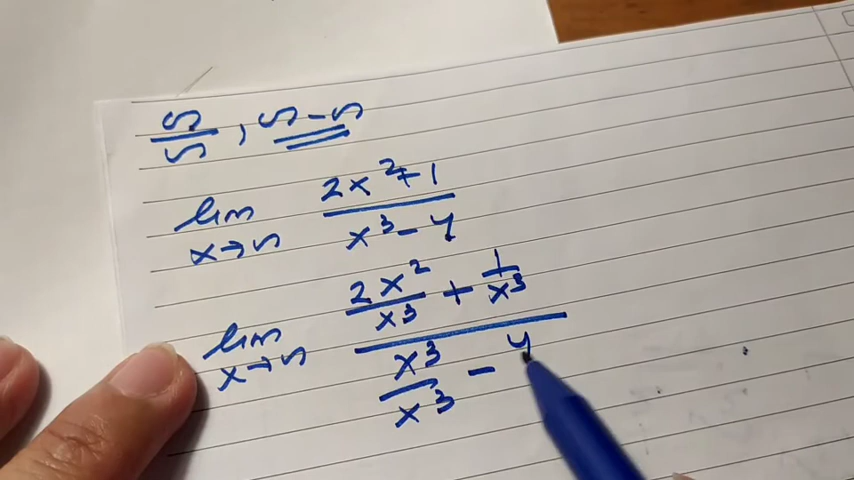 ∞/∞, ∞ - ∞
lim x→∞ (2x² + 1)/(x³ - 4)
lim x→∞ (2x²/x³ + 1/x³)/(x³/x³ - 4